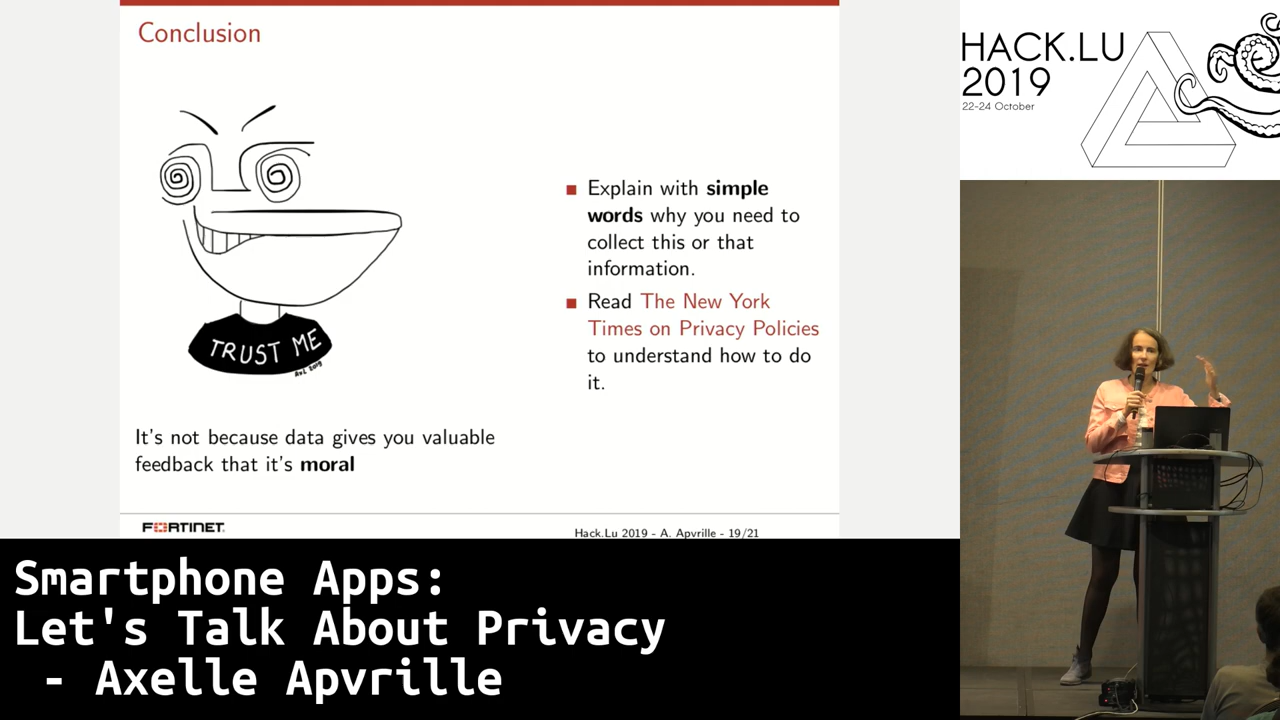 Conclusion
TRUST ME
AxL 2019
It's not because data gives you valuable
feedback that it's moral
■ Explain with simple
words why you need to
collect this or that
information.
■ Read The New York
Times on Privacy Policies
to understand how to do
it.
FORTINET
Hack.Lu 2019 - A. Apvrille - 19/21
HACK.LU
2019
22-24 October
Smartphone Apps:
Let's Talk About Privacy
- Axelle Apvrille